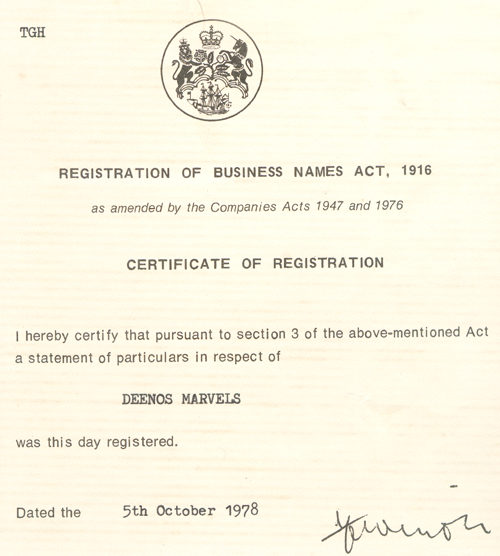 TGH
REGISTRATION OF BUSINESS NAMES ACT, 1916
as amended by the Companies Acts 1947 and 1976
CERTIFICATE OF REGISTRATION
I hereby certify that pursuant to section 3 of the above-mentioned Act
a statement of particulars in respect of
DEENOS MARVELS
was this day registered.
Dated the 5th October 1978